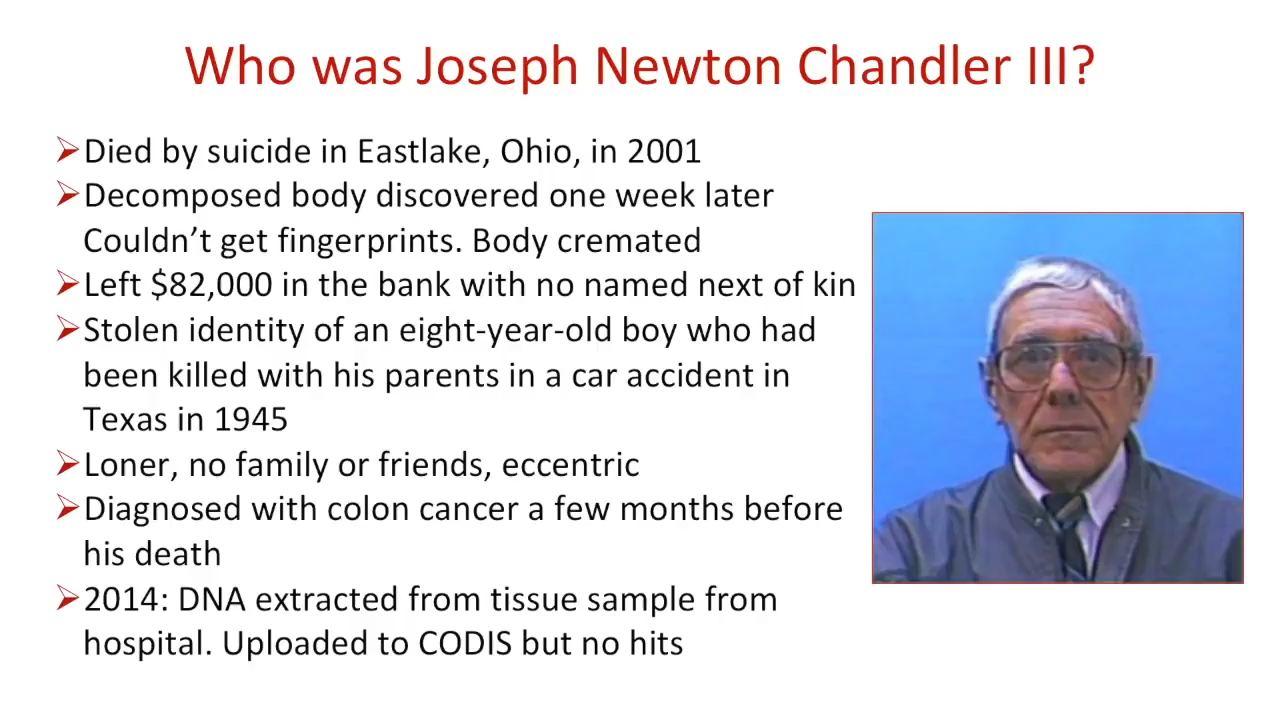 Who was Joseph Newton Chandler III?
➢Died by suicide in Eastlake, Ohio, in 2001
➢Decomposed body discovered one week later
Couldn’t get fingerprints. Body cremated
➢Left $82,000 in the bank with no named next of kin
➢Stolen identity of an eight-year-old boy who had
been killed with his parents in a car accident in
Texas in 1945
➢Loner, no family or friends, eccentric
➢Diagnosed with colon cancer a few months before
his death
➢2014: DNA extracted from tissue sample from
hospital. Uploaded to CODIS but no hits